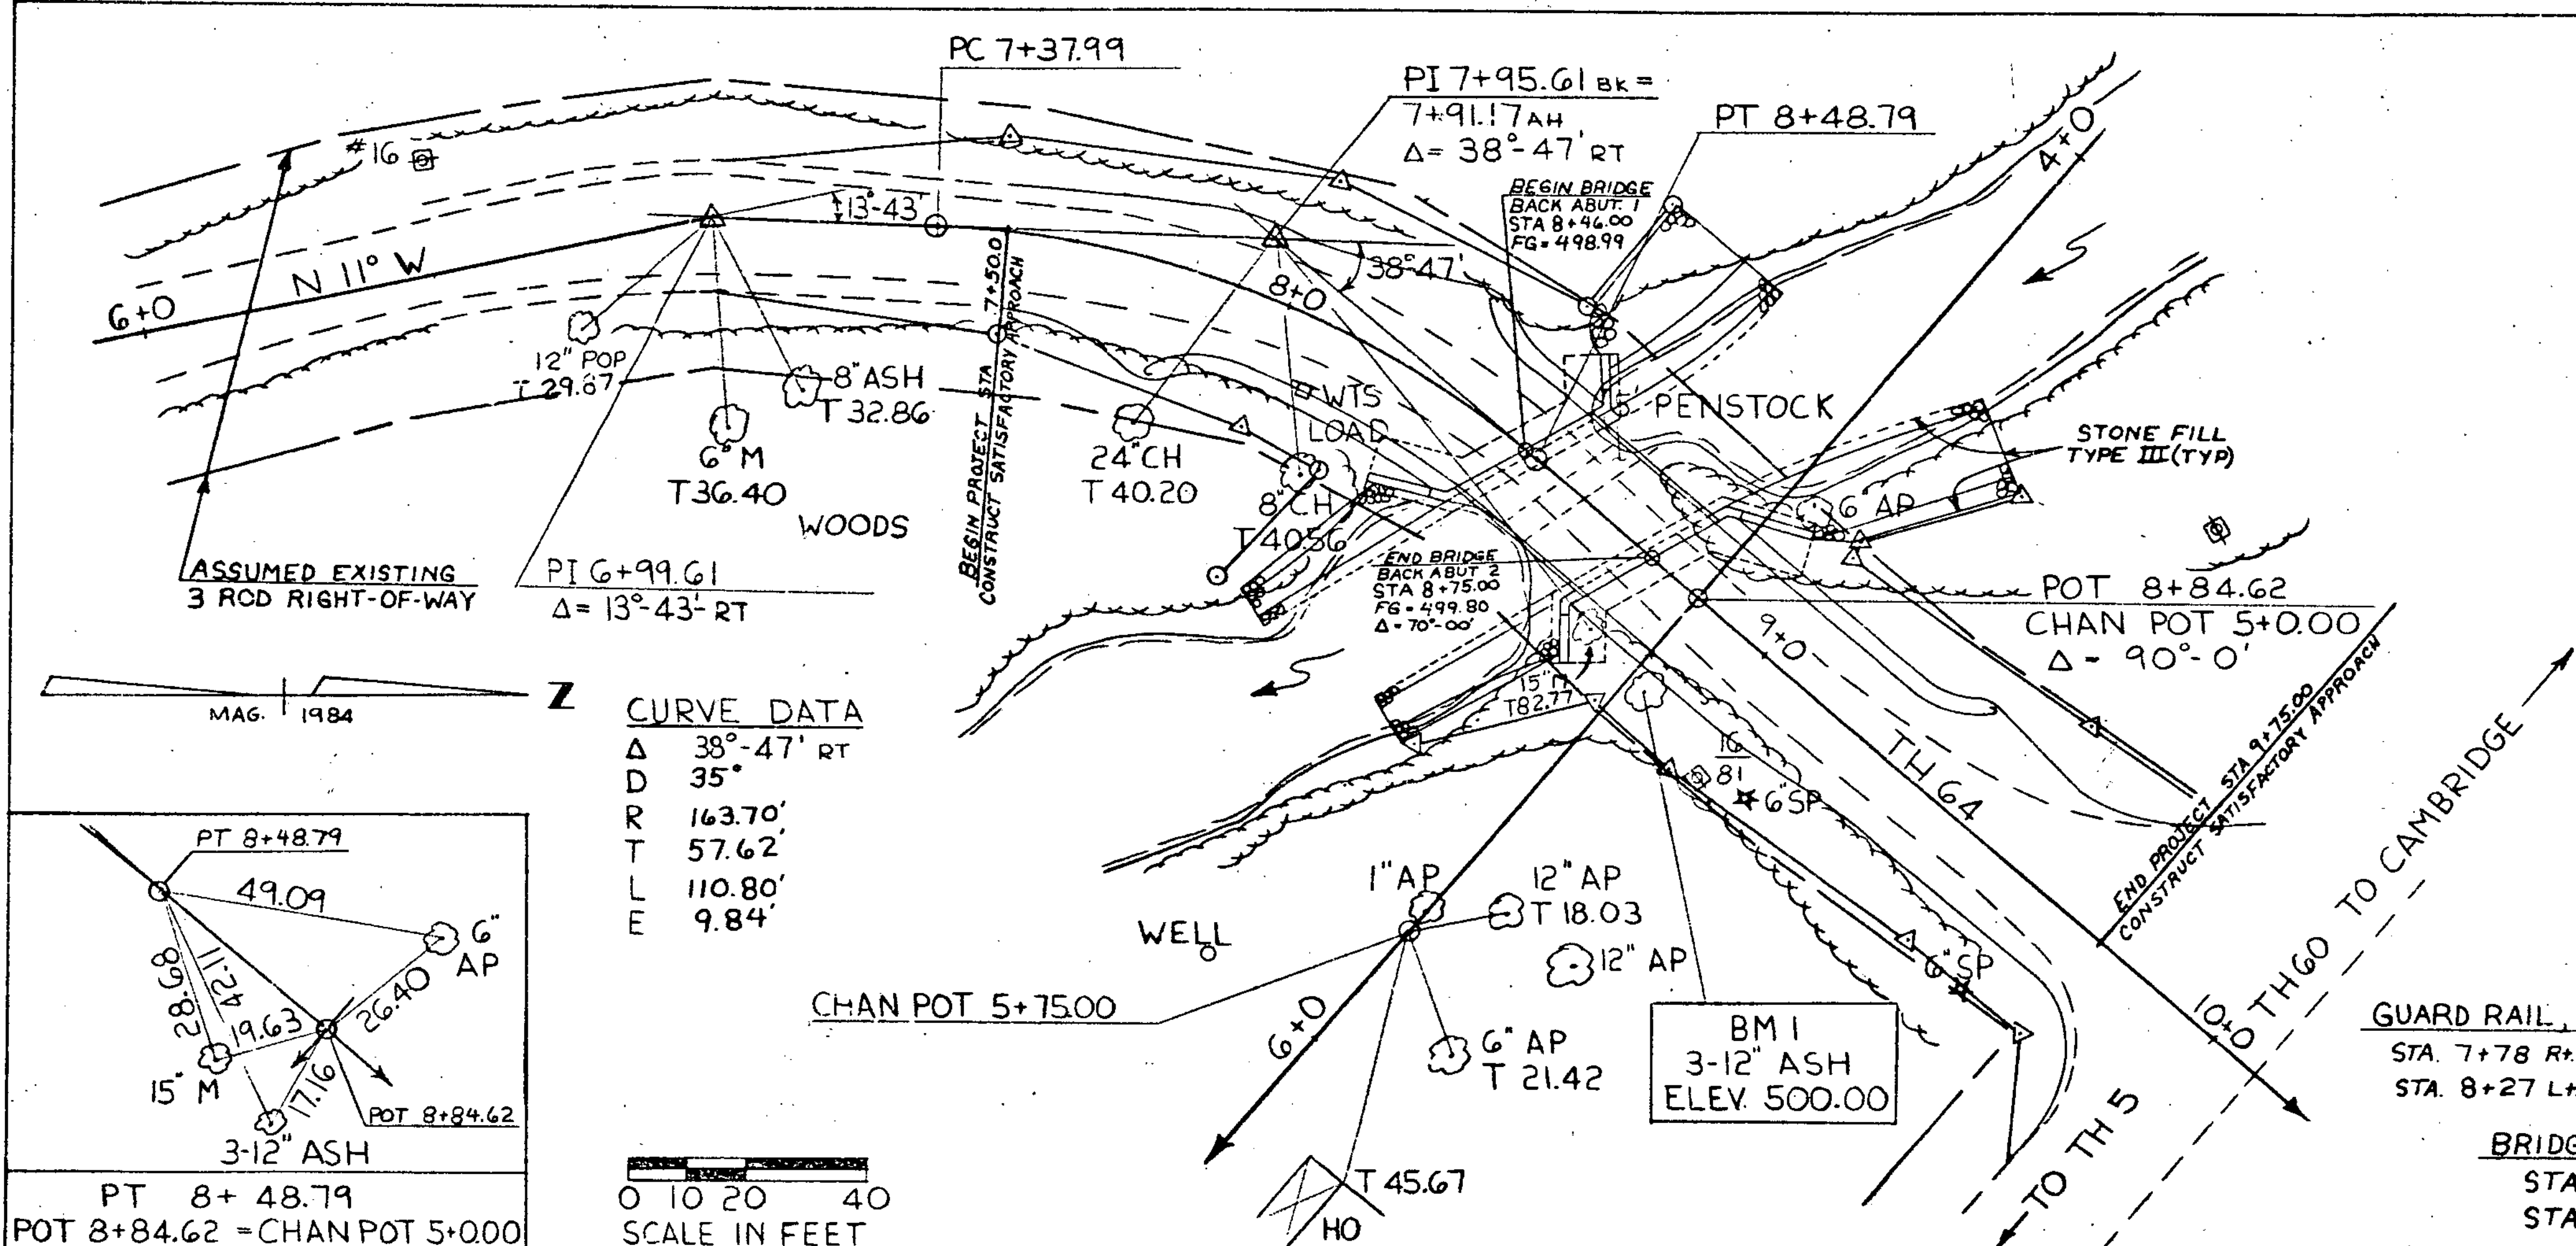 PC 7+37.99
PI 7+95.61 BK =
7+91.17 AH
Δ= 38°-47' RT
PT 8+48.79
4+0
#16
13°-43'
BEGIN BRIDGE
BACK ABUT. 1
STA 8+46.00
FG = 498.99
38°-47'
N 11° W
6+0
8+0
BEGIN PROJECT STA 7+50.0
CONSTRUCT SATISFACTORY APPROACH
12" POP
T 29.87
8" ASH
T 32.86
6" M
T 36.40
WOODS
24" CH
T 40.20
WTS
LOAD
8" CH
T 40.56
PENSTOCK
STONE FILL
TYPE III (TYP)
6" AP
ASSUMED EXISTING
3 ROD RIGHT-OF-WAY
PI 6+99.61
Δ= 13°-43' RT
END BRIDGE
BACK ABUT 2
STA 8+75.00
FG = 499.80
Δ = 70°-00'
POT 8+84.62
CHAN POT 5+0.00
Δ = 90°-0'
9+0
Z
MAG. 1984
15" M
T 82.77
16
81
6" SP
TH 64
END PROJECT STA 9+75.00
CONSTRUCT SATISFACTORY APPROACH
CURVE DATA
Δ 38°-47' RT
D 35°
R 163.70'
T 57.62'
L 110.80'
E 9.84'
PT 8+48.79
49.09
6"
AP
28.68
42.11
19.63
26.40
15" M
17.16
POT 8+84.62
3-12" ASH
PT 8+ 48.79
POT 8+84.62 = CHAN POT 5+0.00
0 10 20 40
SCALE IN FEET
WELL
1" AP
12" AP
T 18.03
12" AP
CHAN POT 5+75.00
6+0
6" AP
T 21.42
T 45.67
HO
BM 1
3-12" ASH
ELEV. 500.00
6" SP
10+0
TH 60 TO CAMBRIDGE
TO TH 5
GUARD RAIL,
STA. 7+78 Rt.
STA. 8+27 Lt
BRIDG
STA
STA